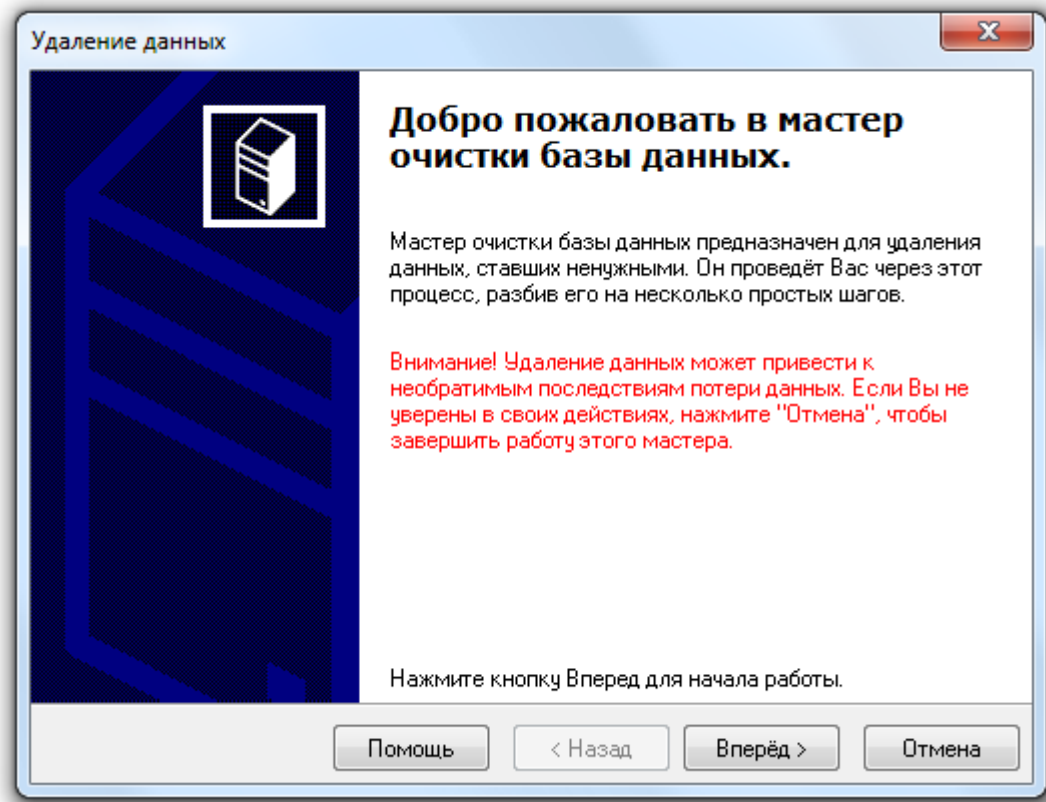 Удаление данных
Добро пожаловать в мастер
очистки базы данных.
Мастер очистки базы данных предназначен для удаления
данных, ставших ненужными. Он проведёт Вас через этот
процесс, разбив его на несколько простых шагов.
Внимание! Удаление данных может привести к
необратимым последствиям потери данных. Если Вы не
уверены в своих действиях, нажмите "Отмена", чтобы
завершить работу этого мастера.
Нажмите кнопку Вперед для начала работы.
Помощь
< Назад
Вперёд >
Отмена